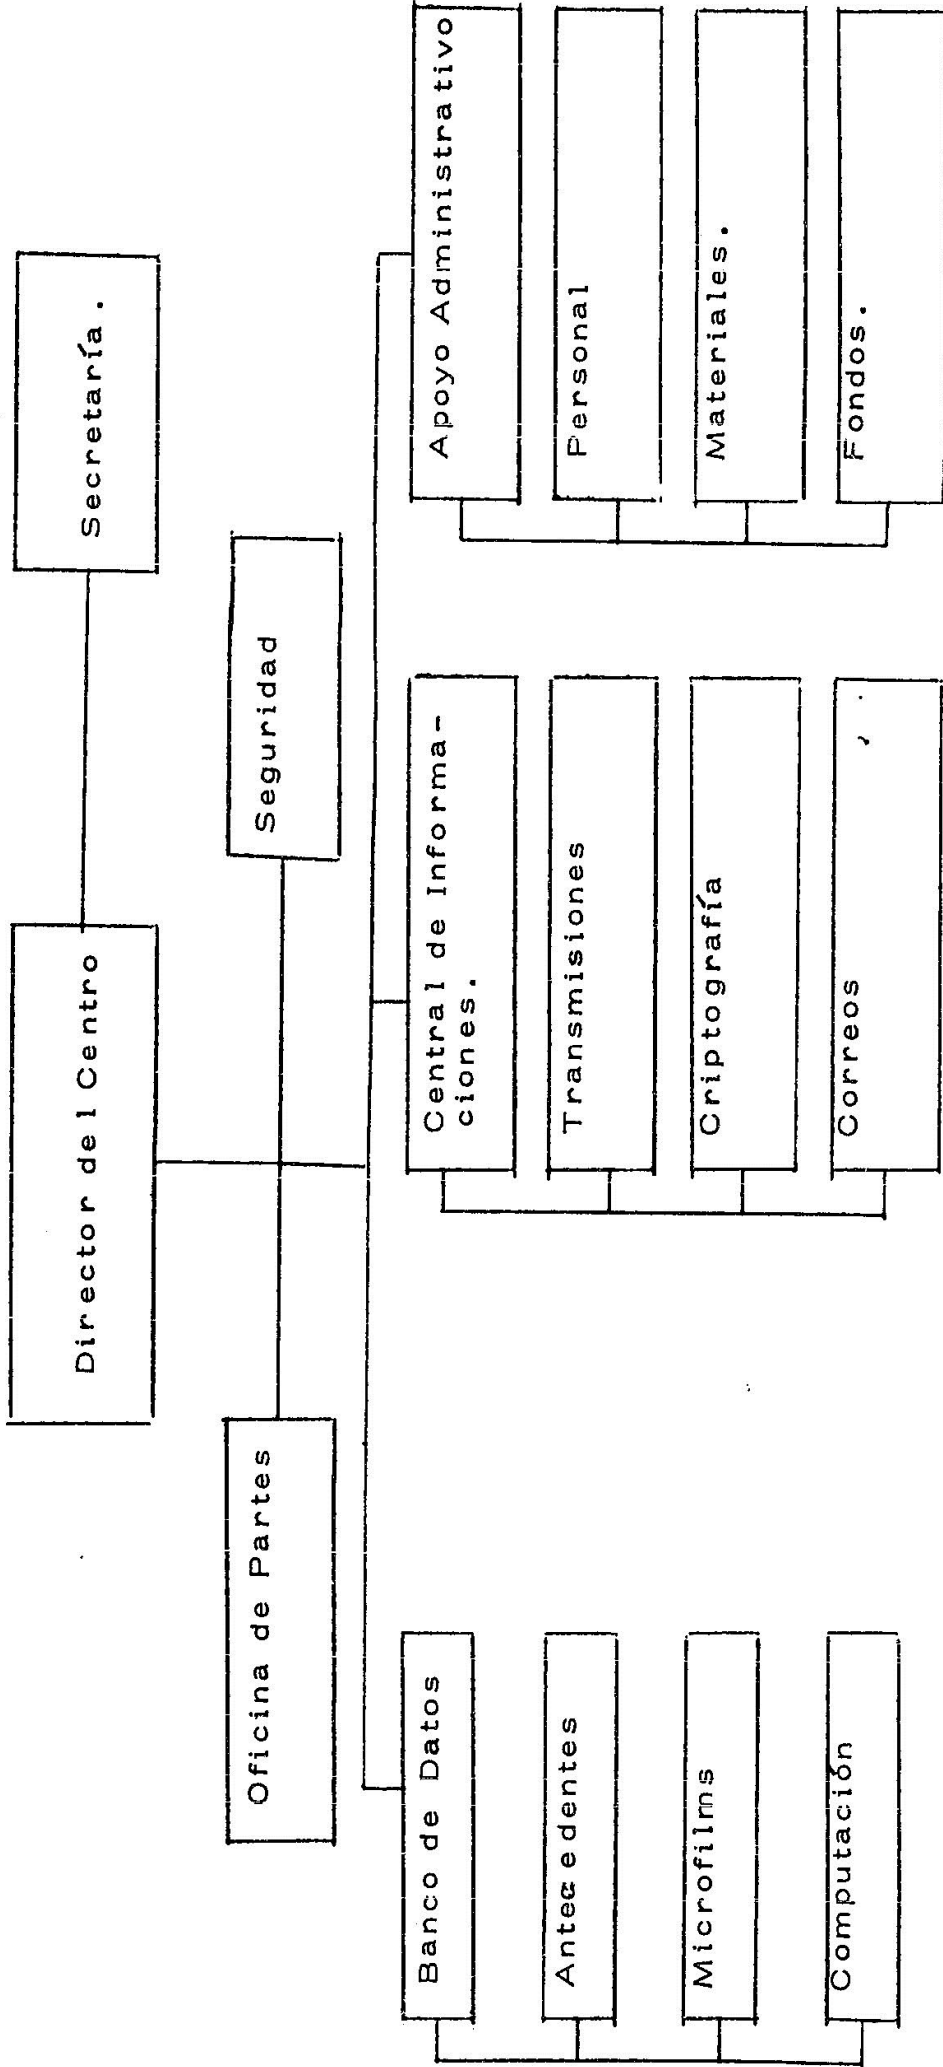 Director del Centro
Secretaría.
Oficina de Partes
Seguridad
Banco de Datos
Antecedentes
Microfilms
Computación
Central de Informa-
ciones.
Transmisiones
Criptografía
Correos
Apoyo Administrativo
Personal
Materiales.
Fondos.